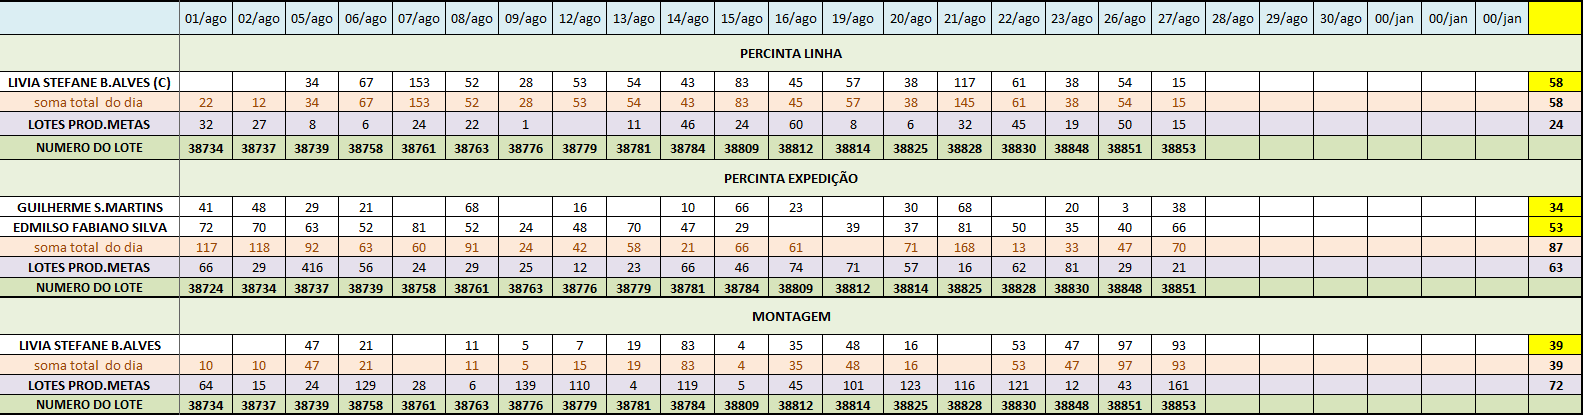 01/ago 02/ago 05/ago 06/ago 07/ago 08/ago 09/ago 12/ago 13/ago 14/ago 15/ago 16/ago 19/ago 20/ago 21/ago 22/ago 23/ago 26/ago 27/ago 28/ago 29/ago 30/ago 00/jan 00/jan 00/jan
PERCINTA LINHA
LIVIA STEFANE B.ALVES (C) 34 67 153 52 28 53 54 43 83 45 57 38 117 61 38 54 15 58
soma total do dia 22 12 34 67 153 52 28 53 54 43 83 45 57 38 145 61 38 54 15 58
LOTES PROD.METAS 32 27 8 6 24 22 1 11 46 24 60 8 6 32 45 19 50 15 24
NUMERO DO LOTE 38734 38737 38739 38758 38761 38763 38776 38779 38781 38784 38809 38812 38814 38825 38828 38830 38848 38851 38853
PERCINTA EXPEDIÇÃO
GUILHERME S.MARTINS 41 48 29 21 68 16 10 66 23 30 68 20 3 38 34
EDMILSO FABIANO SILVA 72 70 63 52 81 52 24 48 70 47 29 39 37 81 50 35 40 66 53
soma total do dia 117 118 92 63 60 91 24 42 58 21 66 61 71 168 13 33 47 70 87
LOTES PROD.METAS 66 29 416 56 24 29 25 12 23 66 46 74 71 57 16 62 81 29 21 63
NUMERO DO LOTE 38724 38734 38737 38739 38758 38761 38763 38776 38779 38781 38784 38809 38812 38814 38825 38828 38830 38848 38851
MONTAGEM
LIVIA STEFANE B.ALVES 47 21 11 5 7 19 83 4 35 48 16 53 47 97 93 39
soma total do dia 10 10 47 21 11 5 15 19 83 4 35 48 16 53 47 97 93 39
LOTES PROD.METAS 64 15 24 129 28 6 139 110 4 119 5 45 101 123 116 121 12 43 161 72
NUMERO DO LOTE 38734 38737 38739 38758 38761 38763 38776 38779 38781 38784 38809 38812 38814 38825 38828 38830 38848 38851 38853